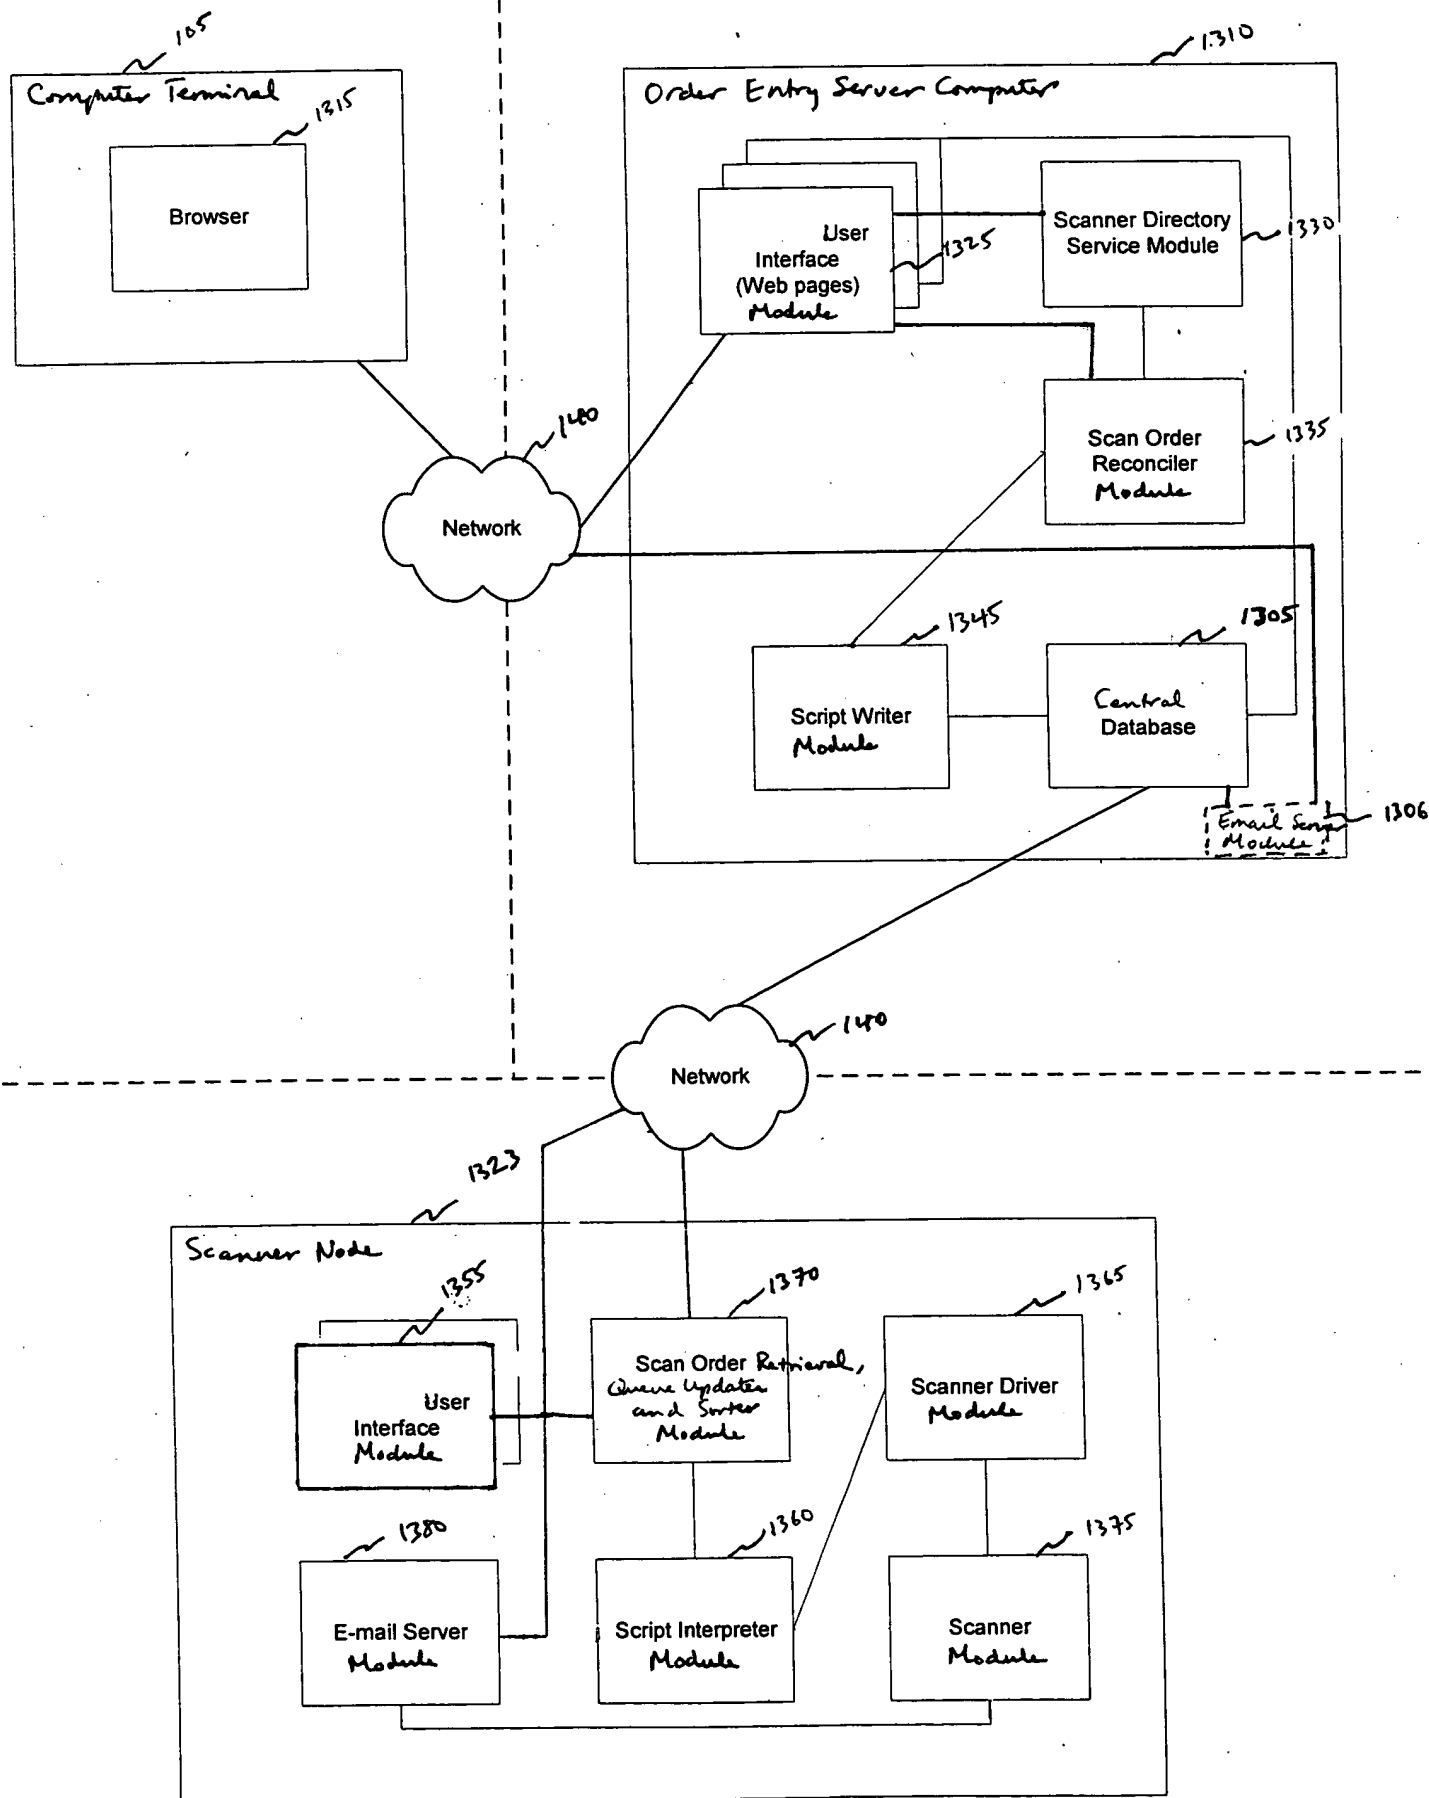 105
1310
Computer Terminal
1315
Browser
Order Entry Server Computer
User
Interface
(Web pages)
Module
1325
Scanner Directory
Service Module
1330
140
Network
Scan Order
Reconciler
Module
1335
1345
Script Writer
Module
1305
Central
Database
Email Server
Module
1306
140
Network
1323
Scanner Node
1355
User
Interface
Module
1370
Scan Order Retrieval,
Queue Updater
and Sorter
Module
1365
Scanner Driver
Module
1380
E-mail Server
Module
1360
Script Interpreter
Module
1375
Scanner
Module